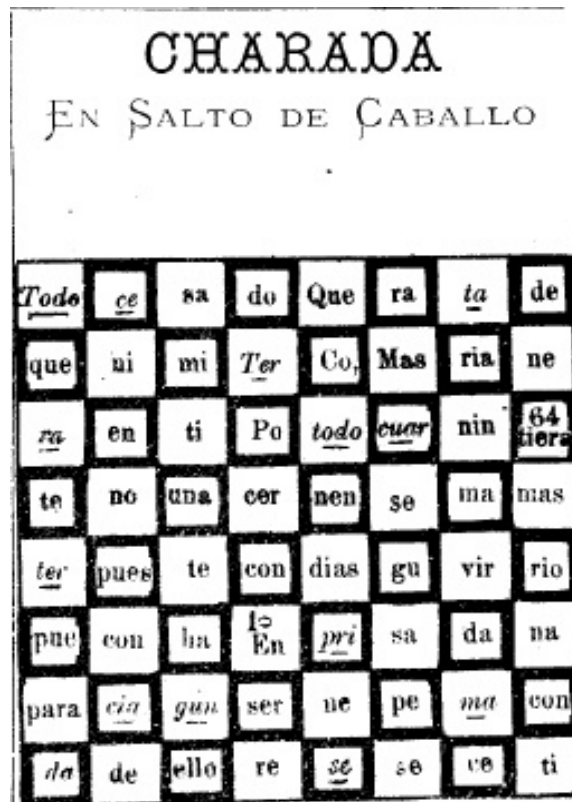 CHARADA
EN SALTO DE CABALLO
Todo ce sa do Que ra ta de
que ni mi Ter Co, Mas ria ne
ra en ti Po todo cuar nin 64 tiera
te no una cer nen se ma mas
ter pues te con dias gu vir rio
pue con ha 1º En pri sa da na
para cia gun ser ne pe ma con
da de ello re se se ce ti